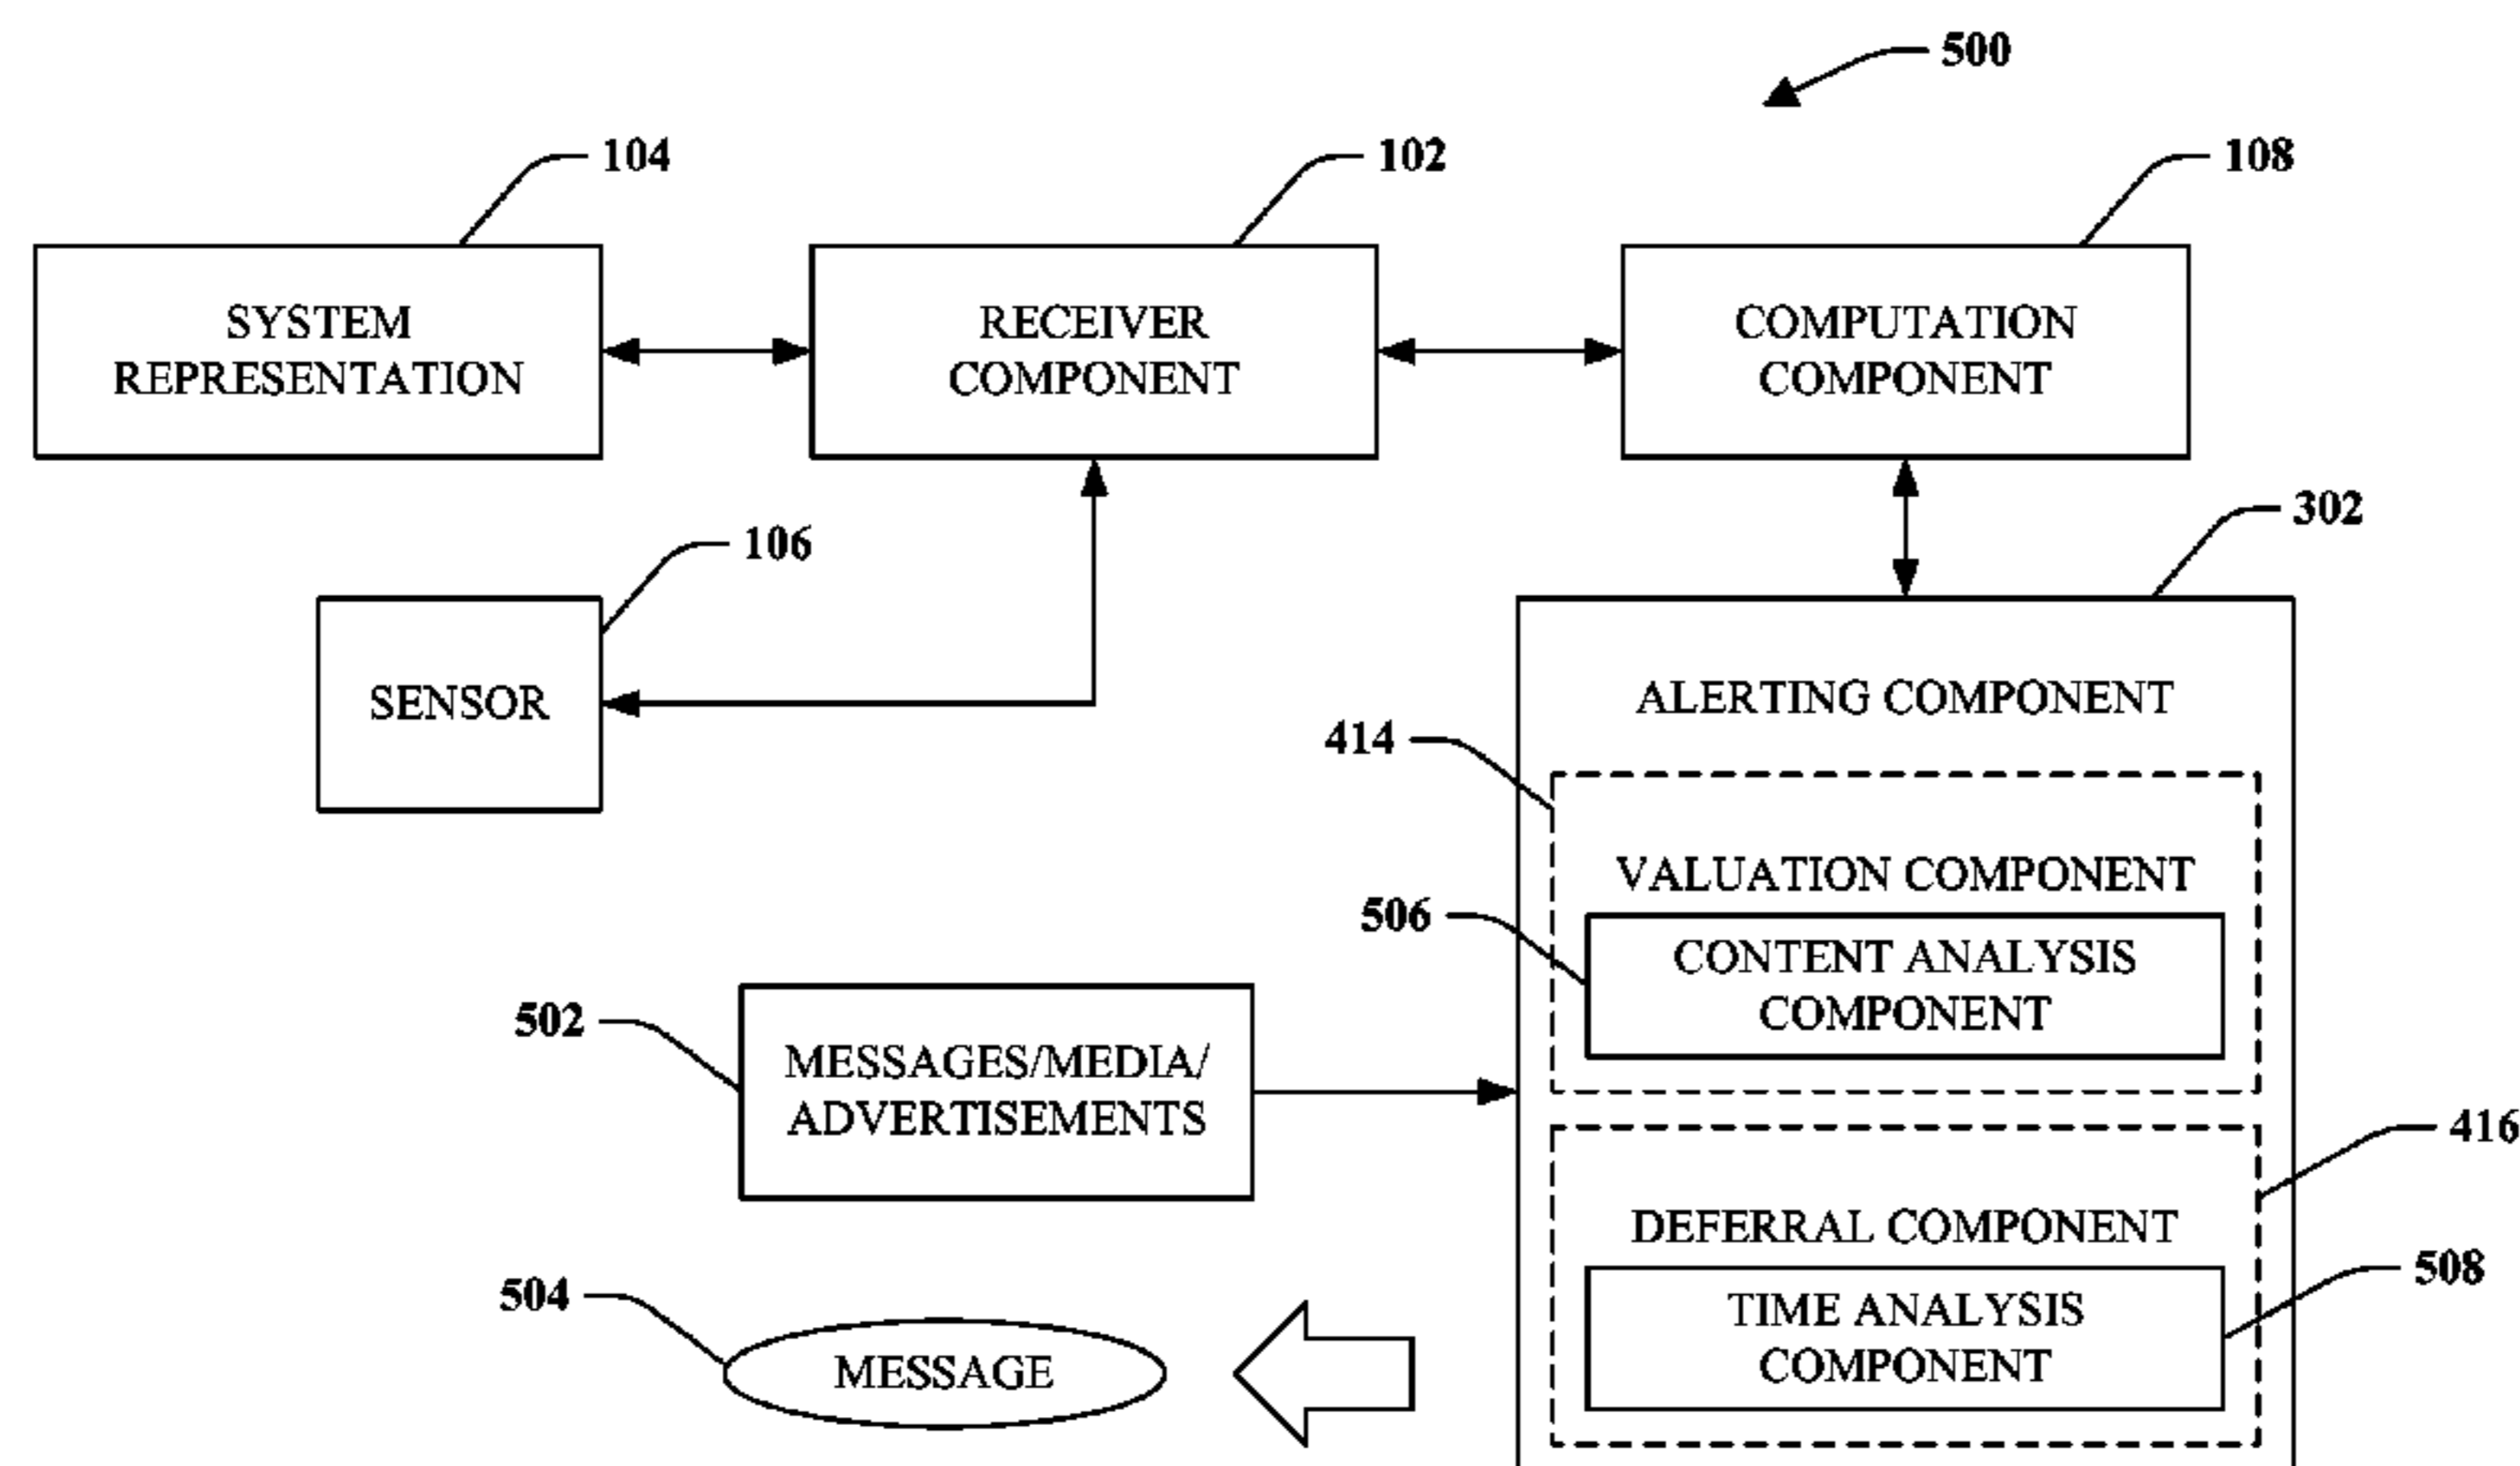 500
104
102
108
SYSTEM
REPRESENTATION
RECEIVER
COMPONENT
COMPUTATION
COMPONENT
106
302
SENSOR
ALERTING COMPONENT
414
VALUATION COMPONENT
506
CONTENT ANALYSIS
COMPONENT
502
MESSAGES/MEDIA/
ADVERTISEMENTS
416
DEFERRAL COMPONENT
508
TIME ANALYSIS
COMPONENT
504
MESSAGE